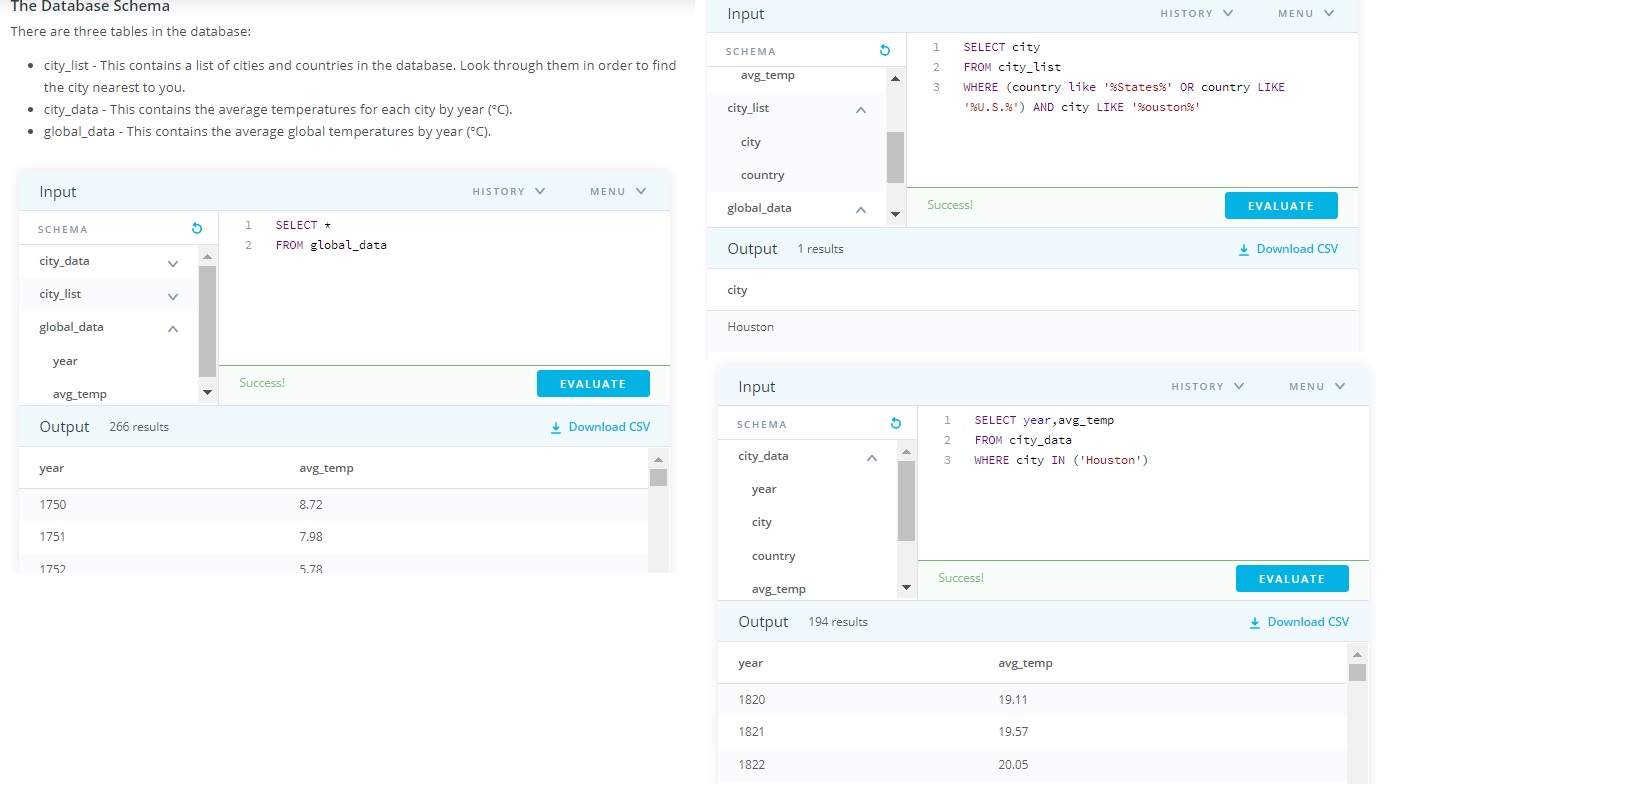 The Database Schema
There are three tables in the database:
• city_list - This contains a list of cities and countries in the database. Look through them in order to find
the city nearest to you.
• city_data - This contains the average temperatures for each city by year (°C).
• global_data - This contains the average global temperatures by year (°C).
Input HISTORY MENU
SCHEMA
1 SELECT *
2 FROM global_data
city_data
city_list
global_data
year
avg_temp
Success! EVALUATE
Output 266 results Download CSV
year avg_temp
1750 8.72
1751 7.98
1752 5.78
Input HISTORY MENU
SCHEMA
1 SELECT city
2 FROM city_list
3 WHERE (country like '%States%' OR country LIKE
'%U.S.%') AND city LIKE '%ouston%'
avg_temp
city_list
city
country
global_data
Success! EVALUATE
Output 1 results Download CSV
city
Houston
Input HISTORY MENU
SCHEMA
1 SELECT year,avg_temp
2 FROM city_data
3 WHERE city IN ('Houston')
city_data
year
city
country
avg_temp
Success! EVALUATE
Output 194 results Download CSV
year avg_temp
1820 19.11
1821 19.57
1822 20.05